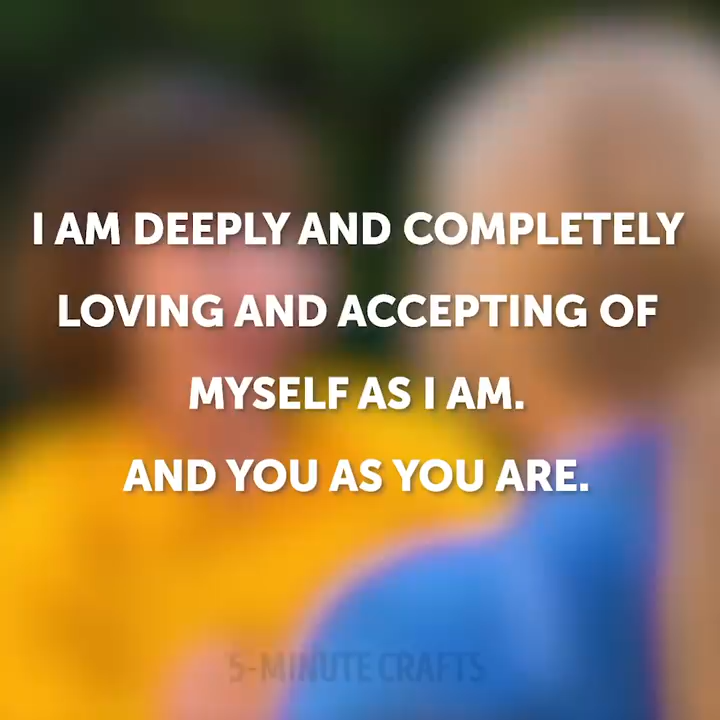 I AM DEEPLY AND COMPLETELY
LOVING AND ACCEPTING OF
MYSELF AS I AM.
AND YOU AS YOU ARE.
5-MINUTE CRAFTS